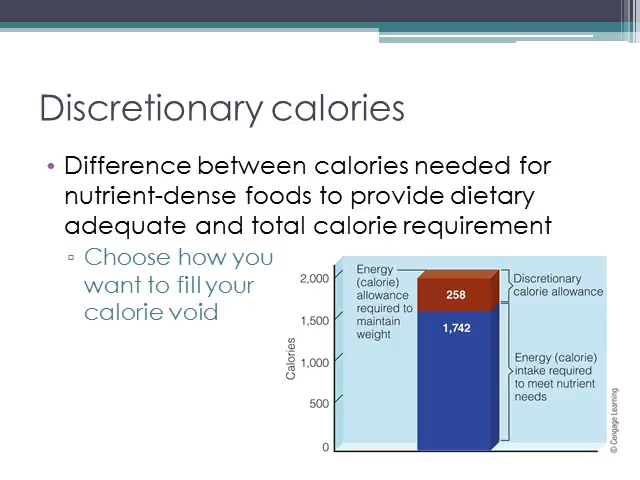 Discretionary calories
• Difference between calories needed for
nutrient-dense foods to provide dietary
adequate and total calorie requirement
▫ Choose how you
want to fill your
calorie void
Calories
2,000
1,500
1,000
500
0
Energy
(calorie)
allowance
required to
maintain
weight
258
1,742
Discretionary
calorie allowance
Energy (calorie)
intake required
to meet nutrient
needs
© Cengage Learning